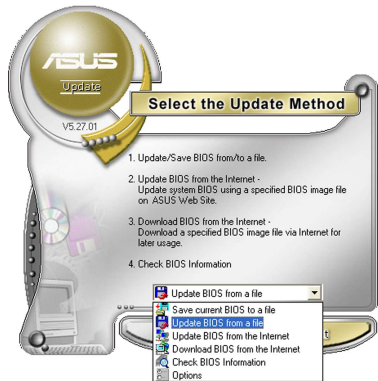 ASUS
Update
V5.27.01
Select the Update Method
1. Update/Save BIOS from/to a file.
2. Update BIOS from the Internet -
Update system BIOS using a specified BIOS image file
on ASUS Web Site.
3. Download BIOS from the Internet -
Download a specified BIOS image file via Internet for
later usage.
4. Check BIOS Information
Update BIOS from a file
Save current BIOS to a file
Update BIOS from a file
Update BIOS from the Internet
Download BIOS from the Internet
Check BIOS Information
Options
t